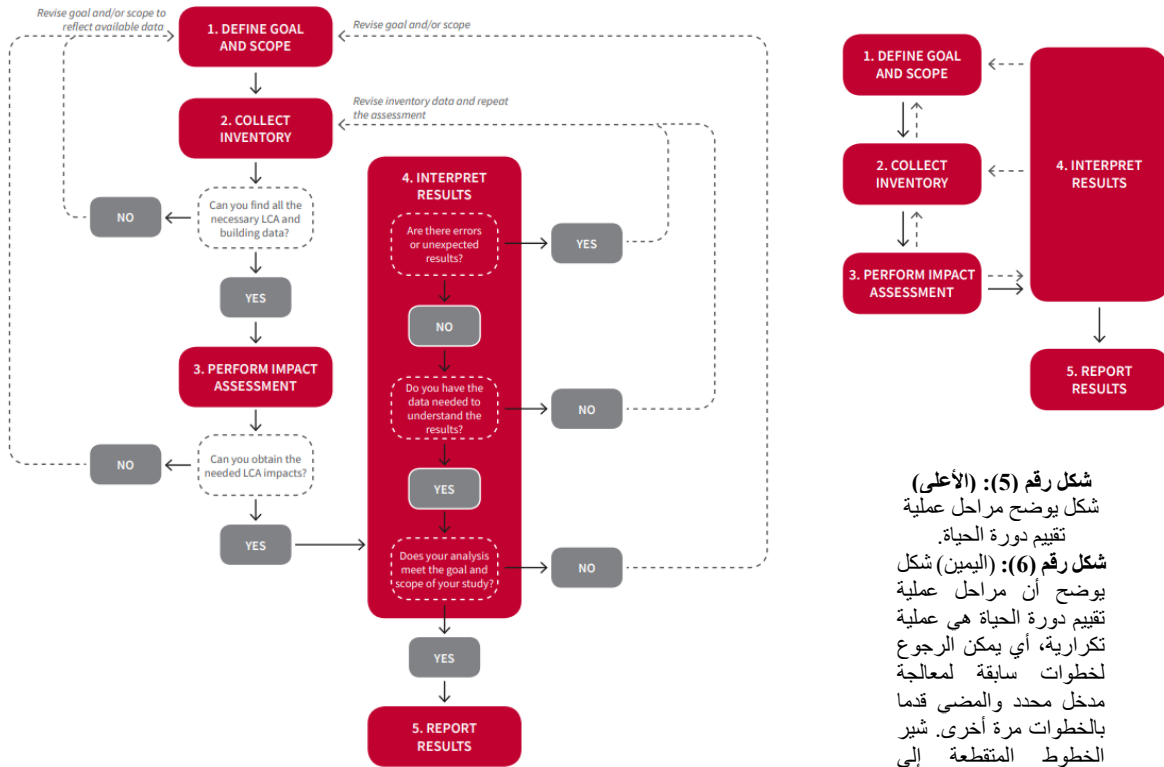 Revise goal and/or scope to
reflect available data
Revise goal and/or scope
1. DEFINE GOAL
AND SCOPE
Revise inventory data and repeat
the assessment
2. COLLECT
INVENTORY
Can you find all the
necessary LCA and
building data?
NO
YES
3. PERFORM IMPACT
ASSESSMENT
Can you obtain the
needed LCA impacts?
NO
YES
4. INTERPRET
RESULTS
Are there errors
or unexpected
results?
YES
NO
Do you have the
data needed to
understand the
results?
NO
YES
Does your analysis
meet the goal and
scope of your study?
NO
YES
5. REPORT
RESULTS
1. DEFINE GOAL
AND SCOPE
2. COLLECT
INVENTORY
3. PERFORM IMPACT
ASSESSMENT
4. INTERPRET
RESULTS
5. REPORT
RESULTS
شكل رقم (5): (الأعلى)
شكل يوضح مراحل عملية
تقييم دورة الحياة.
شكل رقم (6): (اليمين) شكل
يوضح أن مراحل عملية
تقييم دورة الحياة هي عملية
تكرارية، أي يمكن الرجوع
لخطوات سابقة لمعالجة
مدخل محدد والمضي قدما
بالخطوات مرة أخرى. شير
الخطوط المتقطعة إلى